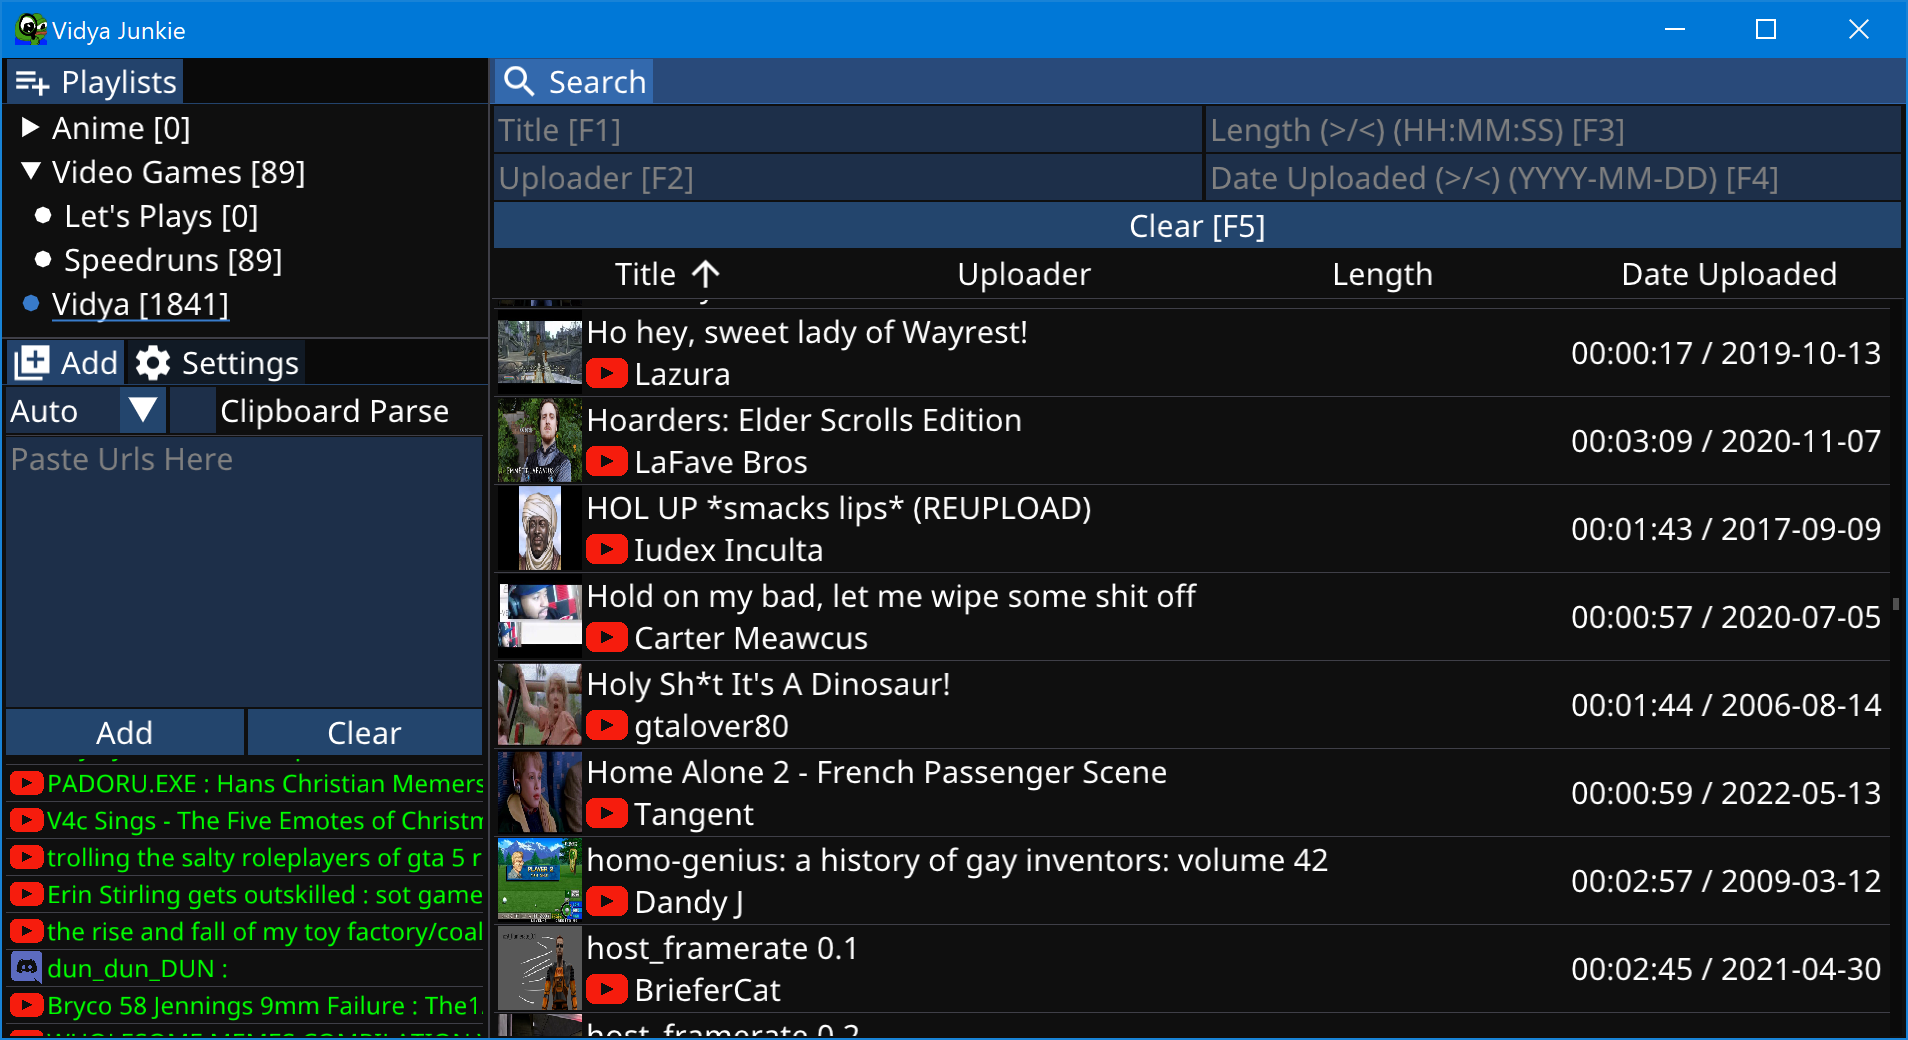 Vidya Junkie
Playlists
Anime [0]
Video Games [89]
Let's Plays [0]
Speedruns [89]
Vidya [1841]
Add
Settings
Auto
Clipboard Parse
Paste Urls Here
Add
Clear
PADORU.EXE : Hans Christian Memers
V4c Sings - The Five Emotes of Christm
trolling the salty roleplayers of gta 5 r
Erin Stirling gets outskilled : sot game
the rise and fall of my toy factory/coal
dun_dun_DUN :
Bryco 58 Jennings 9mm Failure : The1.
WHOLESOME MEMES COMPILATION
Search
Title [F1]
Length (>/<) (HH:MM:SS) [F3]
Uploader [F2]
Date Uploaded (>/<) (YYYY-MM-DD) [F4]
Clear [F5]
Title
Uploader
Length
Date Uploaded
Ho hey, sweet lady of Wayrest!
Lazura
00:00:17 / 2019-10-13
Hoarders: Elder Scrolls Edition
LaFave Bros
00:03:09 / 2020-11-07
HOL UP *smacks lips* (REUPLOAD)
Iudex Inculta
00:01:43 / 2017-09-09
Hold on my bad, let me wipe some shit off
Carter Meawcus
00:00:57 / 2020-07-05
Holy Sh*t It's A Dinosaur!
gtalover80
00:01:44 / 2006-08-14
Home Alone 2 - French Passenger Scene
Tangent
00:00:59 / 2022-05-13
homo-genius: a history of gay inventors: volume 42
Dandy J
00:02:57 / 2009-03-12
host_framerate 0.1
BrieferCat
00:02:45 / 2021-04-30
host_framerate 0.2